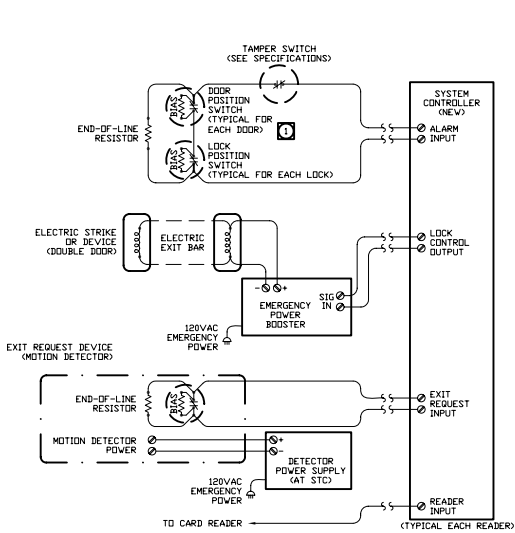 TAMPER SWITCH
(SEE SPECIFICATIONS)
DOOR
POSITION
SWITCH
(TYPICAL FOR
EACH DOOR)
1
BIAS
END-OF-LINE
RESISTOR
LOCK
POSITION
SWITCH
(TYPICAL FOR EACH LOCK)
BIAS
SYSTEM
CONTROLLER
(NEW)
ALARM
INPUT
ELECTRIC STRIKE
OR DEVICE
(DOUBLE DOOR)
ELECTRIC
EXIT BAR
LOCK
CONTROL
OUTPUT
- +
SIG
IN
EMERGENCY
POWER
BOOSTER
120VAC
EMERGENCY
POWER
EXIT REQUEST DEVICE
(MOTION DETECTOR)
END-OF-LINE
RESISTOR
BIAS
EXIT
REQUEST
INPUT
MOTION DETECTOR
POWER
+
-
DETECTOR
POWER SUPPLY
(AT STC)
120VAC
EMERGENCY
POWER
READER
INPUT
TO CARD READER
(TYPICAL EACH READER)